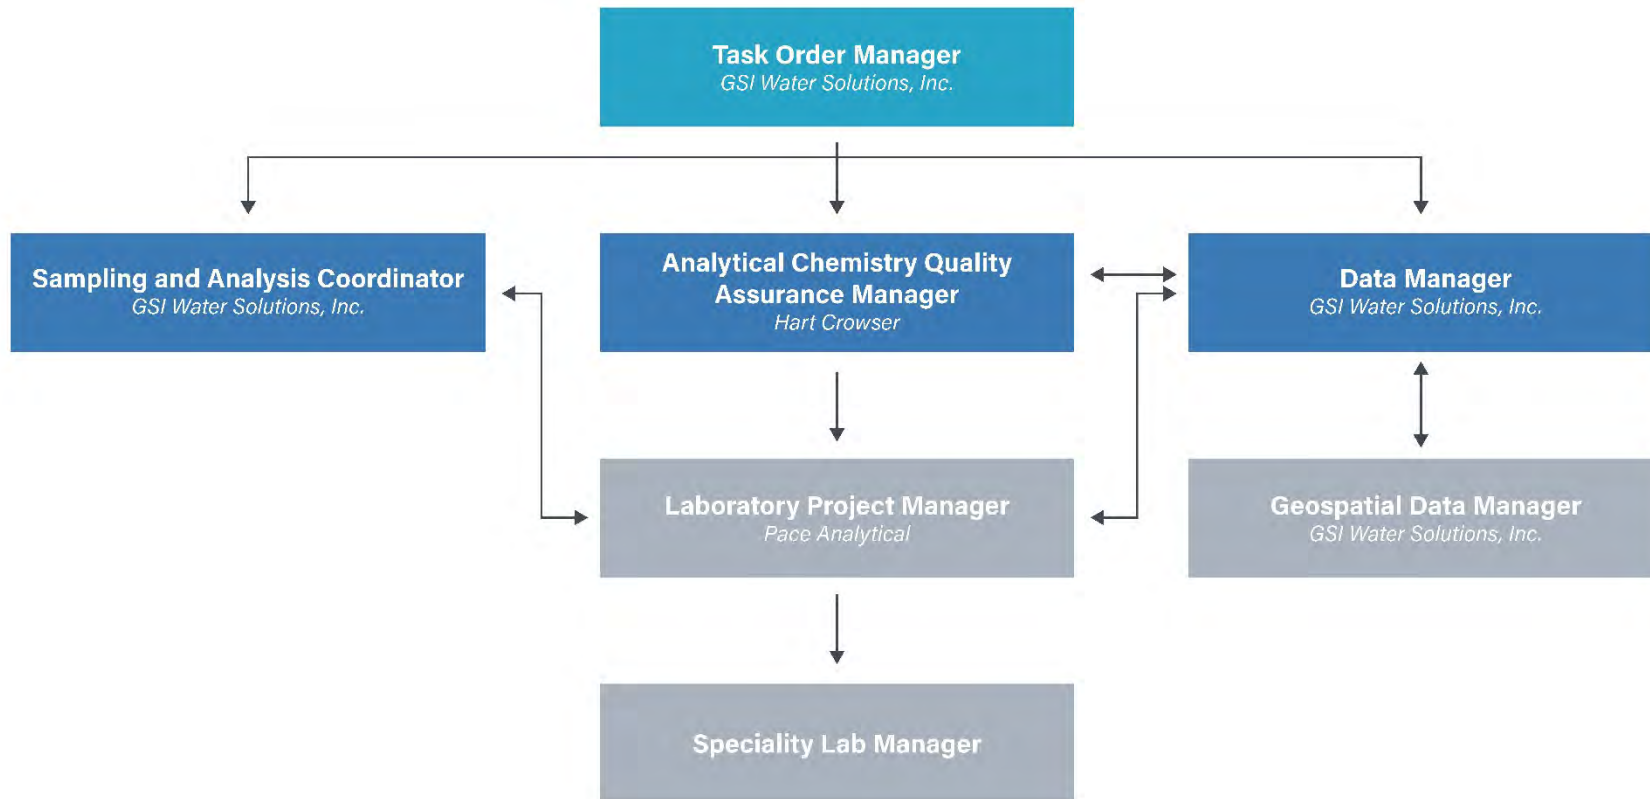 Task Order Manager
GSI Water Solutions, Inc.
Sampling and Analysis Coordinator
GSI Water Solutions, Inc.
Analytical Chemistry Quality
Assurance Manager
Hart Crowser
Data Manager
GSI Water Solutions, Inc.
Laboratory Project Manager
Pace Analytical
Geospatial Data Manager
GSI Water Solutions, Inc.
Speciality Lab Manager